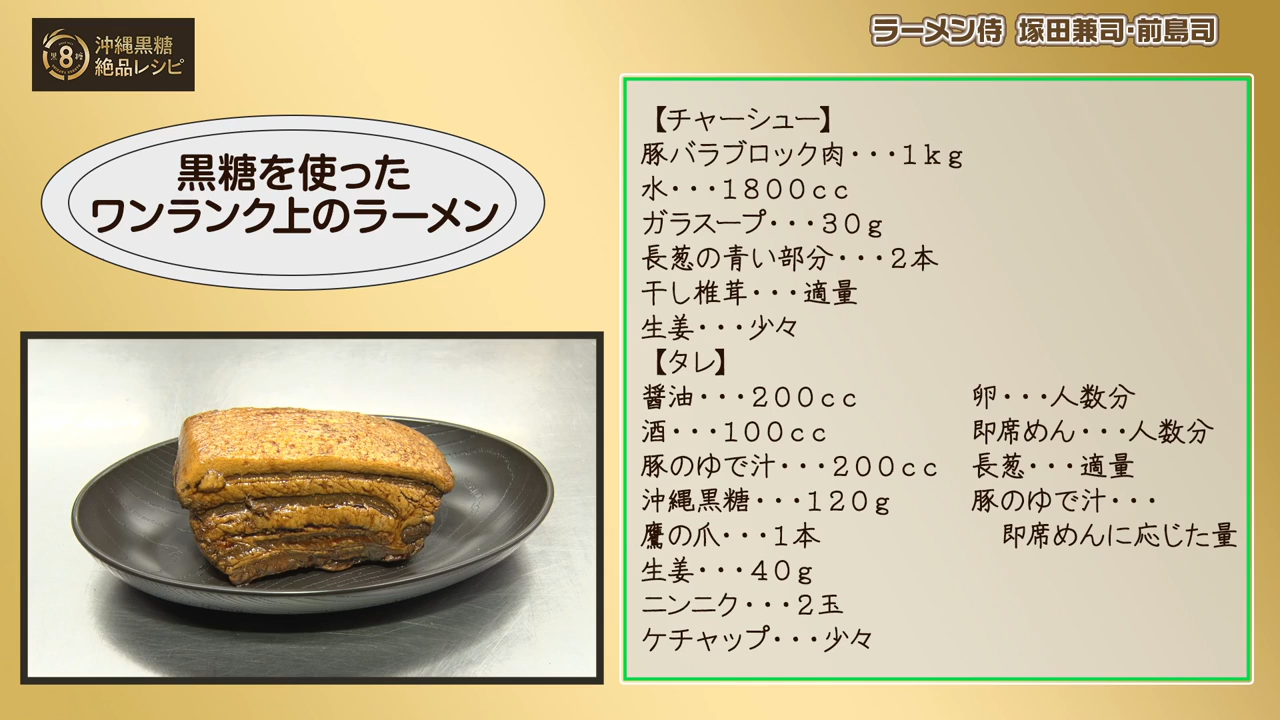 沖縄黒糖
絶品レシピ
黒 8 糖
ラーメン侍 塚田兼司・前島司
黒糖を使った
ワンランク上のラーメン
【チャーシュー】
豚バラブロック肉・・・1kg
水・・・1800cc
ガラスープ・・・30g
長葱の青い部分・・・2本
干し椎茸・・・適量
生姜・・・少々
【タレ】
醤油・・・200cc
酒・・・100cc
豚のゆで汁・・・200cc
沖縄黒糖・・・120g
鷹の爪・・・1本
生姜・・・40g
ニンニク・・・2玉
ケチャップ・・・少々
卵・・・人数分
即席めん・・・人数分
長葱・・・適量
豚のゆで汁・・・
即席めんに応じた量